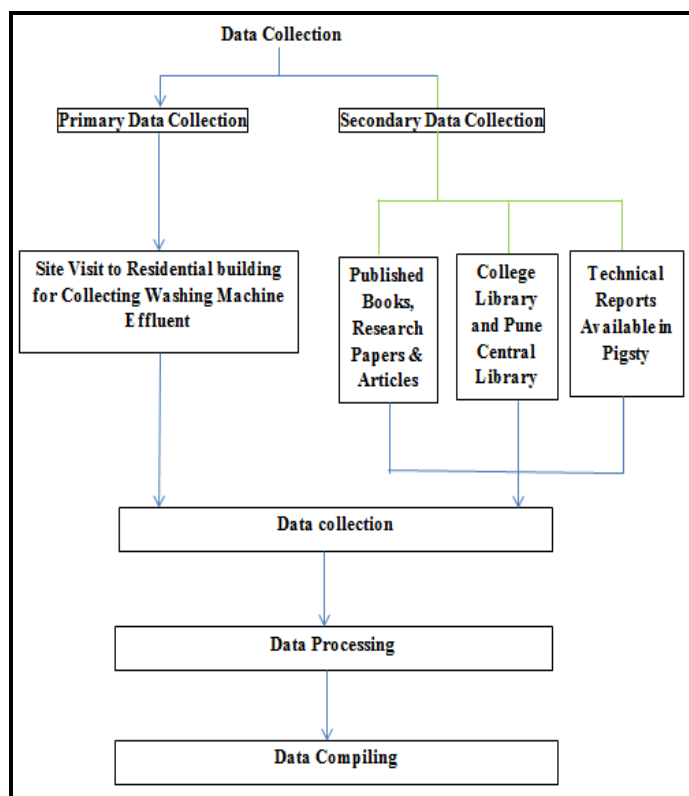 Data Collection
Primary Data Collection
Secondary Data Collection
Site Visit to Residential building
for Collecting Washing Machine
Effluent
Published
Books,
Research
Papers &
Articles
College
Library
and Pune
Central
Library
Technical
Reports
Available in
Pigsty
Data collection
Data Processing
Data Compiling